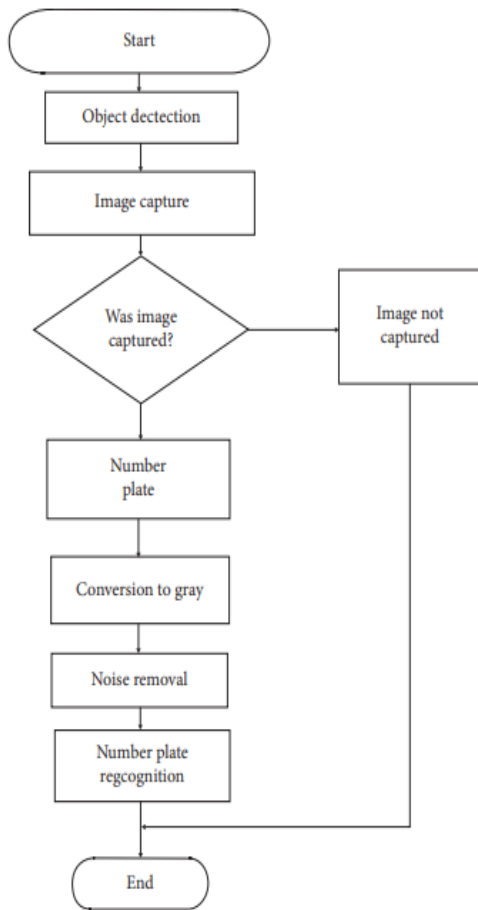 Start
Object dectection
Image capture
Was image
captured?
Image not
captured
Number
plate
Conversion to gray
Noise removal
Number plate
regcognition
End